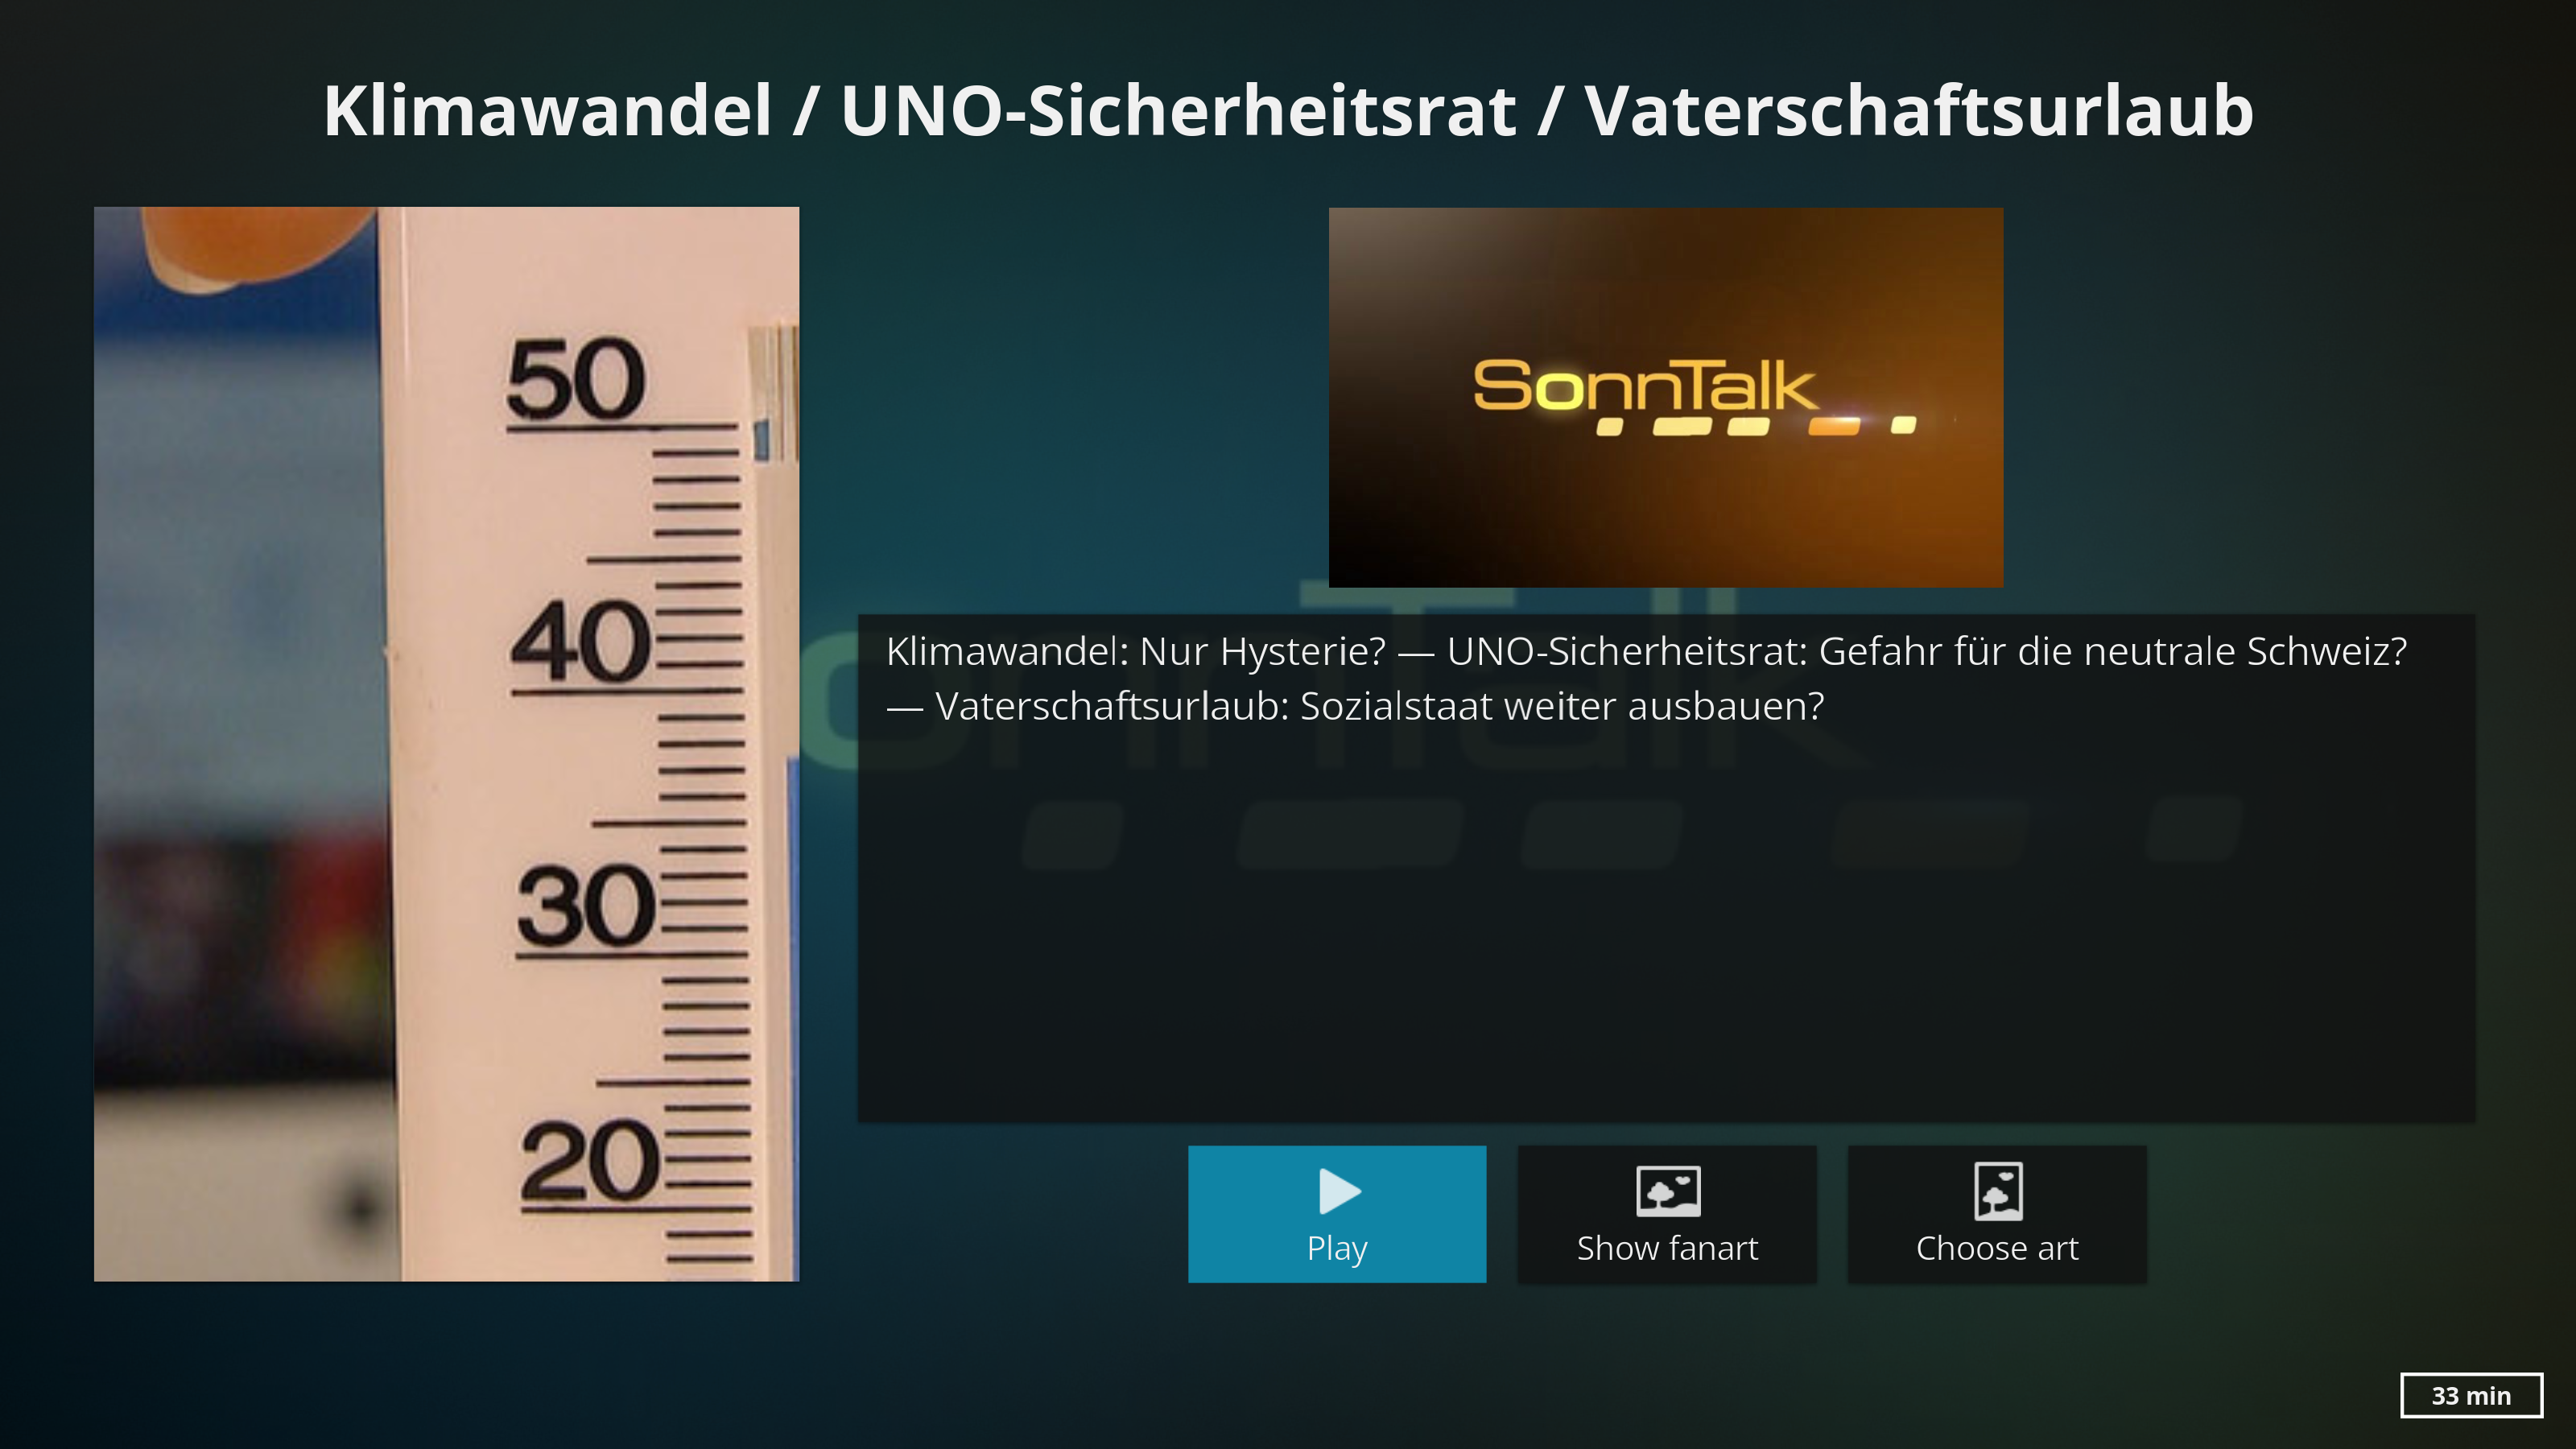 Klimawandel / UNO-Sicherheitsrat / Vaterschaftsurlaub
50
40
30
20
SonnTalk
Klimawandel: Nur Hysterie? — UNO-Sicherheitsrat: Gefahr für die neutrale Schweiz?
— Vaterschaftsurlaub: Sozialstaat weiter ausbauen?
Play
Show fanart
Choose art
33 min